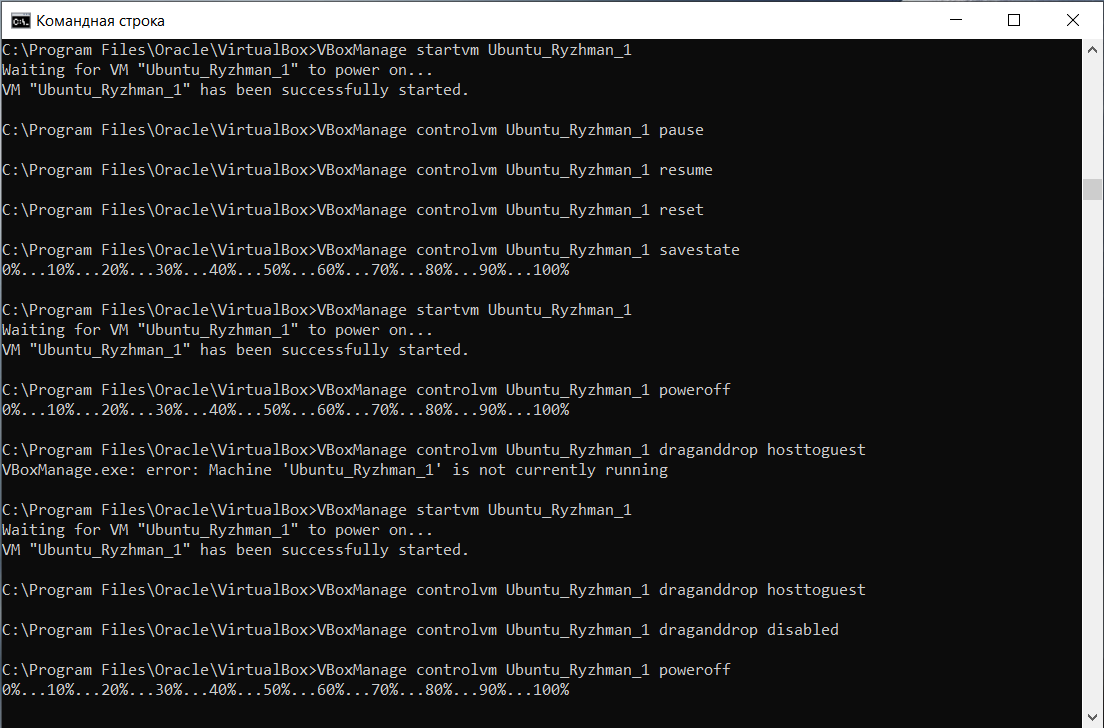 Командная строка
C:\Program Files\Oracle\VirtualBox>VBoxManage startvm Ubuntu_Ryzhman_1
Waiting for VM "Ubuntu_Ryzhman_1" to power on...
VM "Ubuntu_Ryzhman_1" has been successfully started.
C:\Program Files\Oracle\VirtualBox>VBoxManage controlvm Ubuntu_Ryzhman_1 pause
C:\Program Files\Oracle\VirtualBox>VBoxManage controlvm Ubuntu_Ryzhman_1 resume
C:\Program Files\Oracle\VirtualBox>VBoxManage controlvm Ubuntu_Ryzhman_1 reset
C:\Program Files\Oracle\VirtualBox>VBoxManage controlvm Ubuntu_Ryzhman_1 savestate
0%...10%...20%...30%...40%...50%...60%...70%...80%...90%...100%
C:\Program Files\Oracle\VirtualBox>VBoxManage startvm Ubuntu_Ryzhman_1
Waiting for VM "Ubuntu_Ryzhman_1" to power on...
VM "Ubuntu_Ryzhman_1" has been successfully started.
C:\Program Files\Oracle\VirtualBox>VBoxManage controlvm Ubuntu_Ryzhman_1 poweroff
0%...10%...20%...30%...40%...50%...60%...70%...80%...90%...100%
C:\Program Files\Oracle\VirtualBox>VBoxManage controlvm Ubuntu_Ryzhman_1 draganddrop hosttoguest
VBoxManage.exe: error: Machine 'Ubuntu_Ryzhman_1' is not currently running
C:\Program Files\Oracle\VirtualBox>VBoxManage startvm Ubuntu_Ryzhman_1
Waiting for VM "Ubuntu_Ryzhman_1" to power on...
VM "Ubuntu_Ryzhman_1" has been successfully started.
C:\Program Files\Oracle\VirtualBox>VBoxManage controlvm Ubuntu_Ryzhman_1 draganddrop hosttoguest
C:\Program Files\Oracle\VirtualBox>VBoxManage controlvm Ubuntu_Ryzhman_1 draganddrop disabled
C:\Program Files\Oracle\VirtualBox>VBoxManage controlvm Ubuntu_Ryzhman_1 poweroff
0%...10%...20%...30%...40%...50%...60%...70%...80%...90%...100%